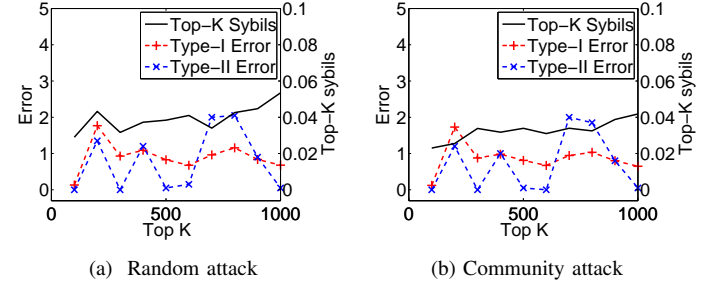 5
4
3
2
1
0
Error
Top-K Sybils
Type-I Error
Type-II Error
0.1
0.08
0.06
0.04
0.02
0
Top-K sybils
0
500
1000
Top K
(a) Random attack
5
4
3
2
1
0
Error
Top-K Sybils
Type-I Error
Type-II Error
0.1
0.08
0.06
0.04
0.02
0
Top-K sybils
0
500
1000
Top K
(b) Community attack